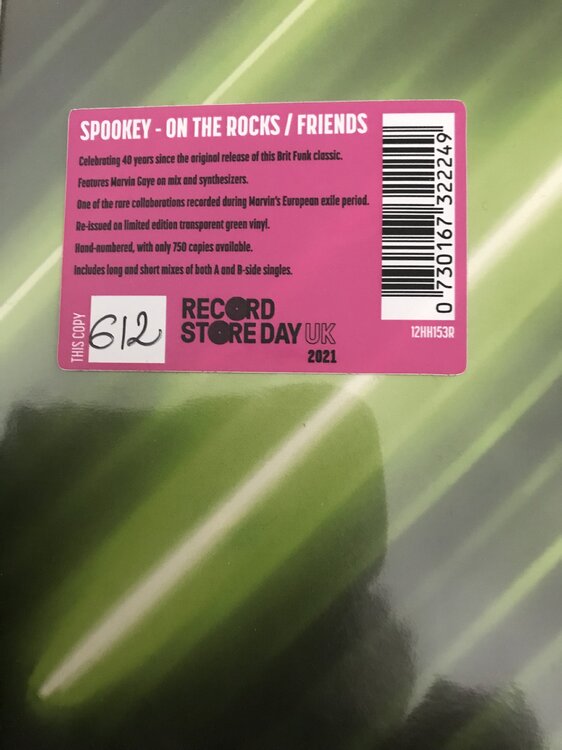 SPOOKEY - ON THE ROCKS / FRIENDS
Celebrating 40 years since the original release of this Brit Funk classic.
Features Marvin Gaye on mix and synthesizers.
One of the rare collaborations recorded during Marvin's European exile period.
Re-issued on limited edition transparent green vinyl.
Hand-numbered, with only 750 copies available.
Includes long and short mixes of both A and B-side singles.
THIS COPY
612
RECORD
STORE DAY UK
2021
0 730167 322249
12HH153R